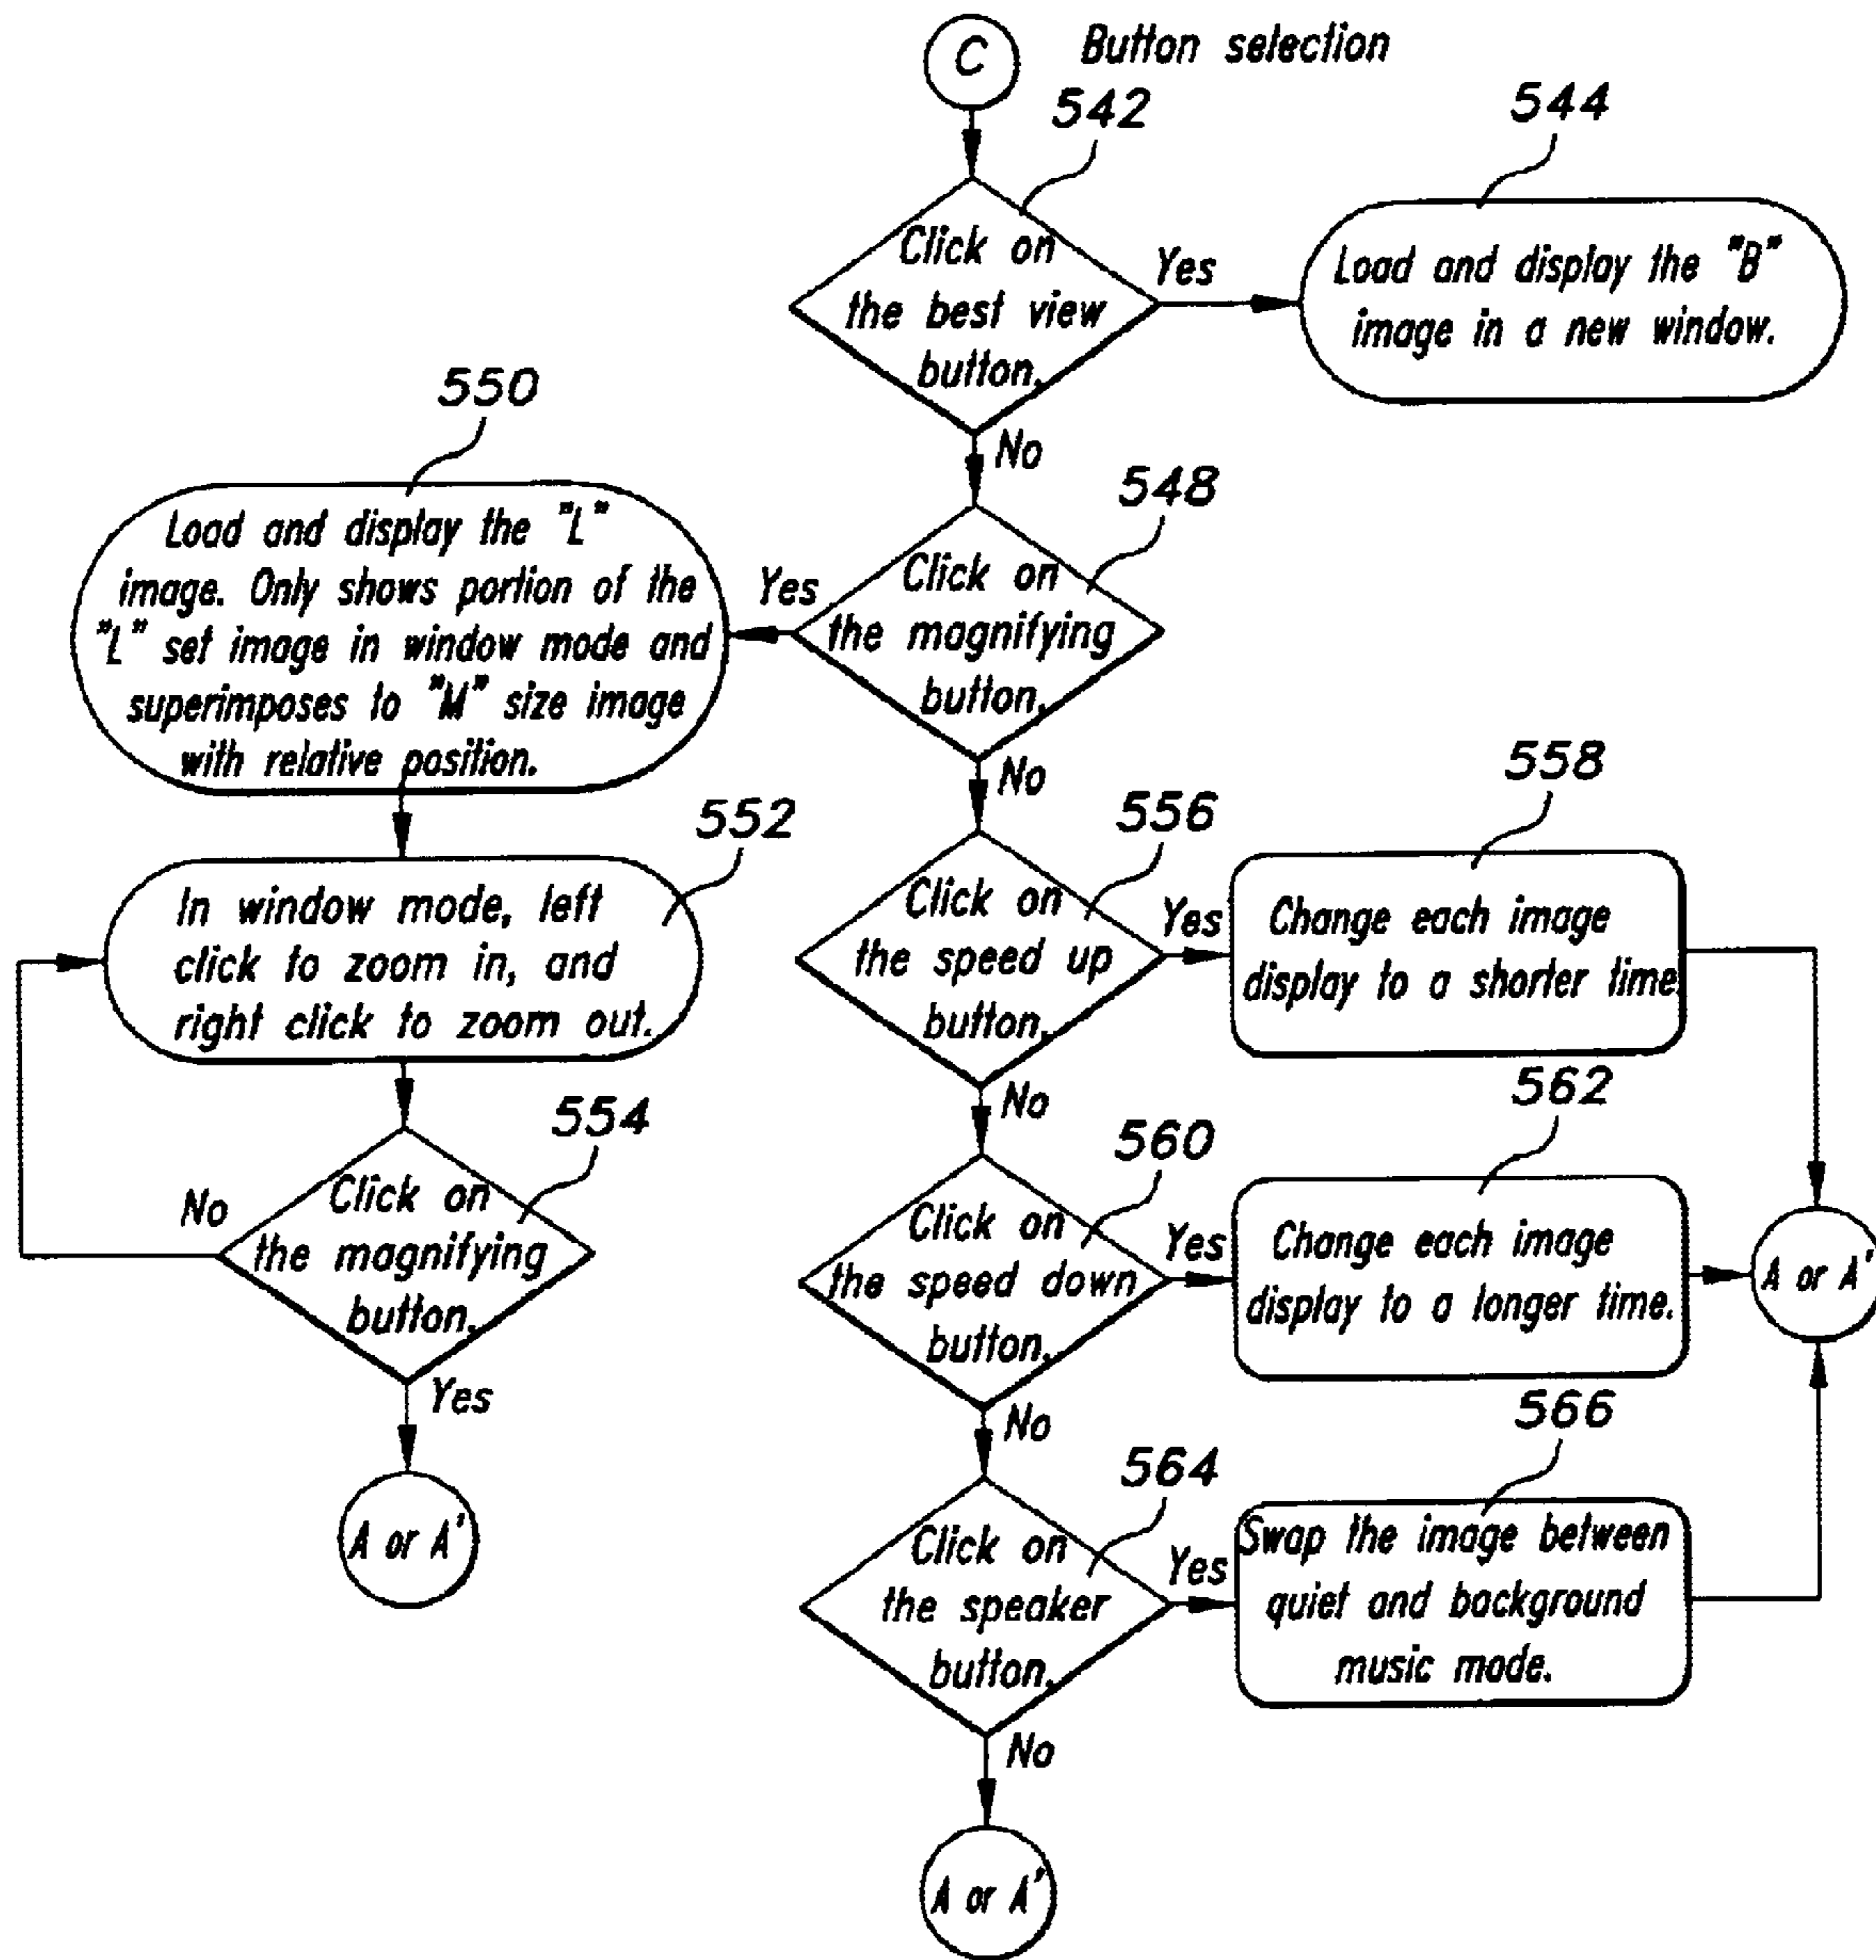 C
Button selection
542
544
Click on
the best view
button.
Yes
Load and display the "B"
image in a new window.
No
550
548
Load and display the "L"
image. Only shows portion of the
"L" set image in window mode and
superimposes to "M" size image
with relative position.
Yes
Click on
the magnifying
button.
No
552
In window mode, left
click to zoom in, and
right click to zoom out.
554
No
Click on
the magnifying
button.
Yes
A or A'
556
558
Click on
the speed up
button.
Yes
Change each image
display to a shorter time.
No
560
562
Click on
the speed down
button.
Yes
Change each image
display to a longer time.
A or A'
No
564
566
Click on
the speaker
button.
Yes
Swap the image between
quiet and background
music mode.
No
A or A'